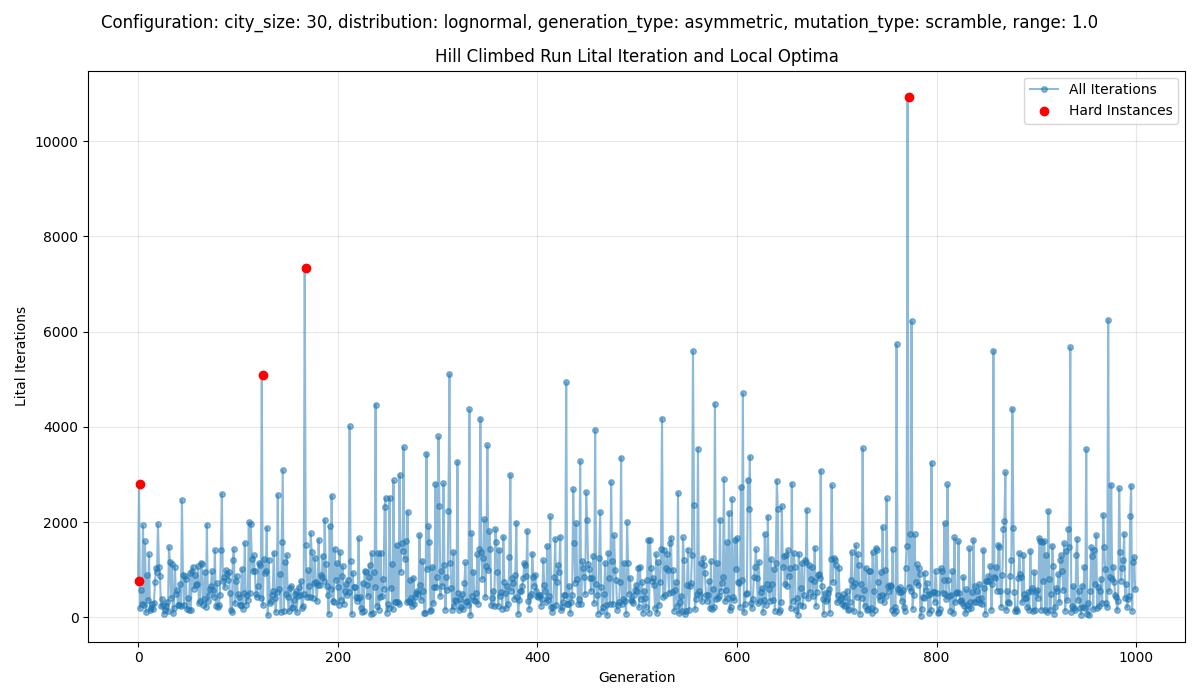 Configuration: city_size: 30, distribution: lognormal, generation_type: asymmetric, mutation_type: scramble, range: 1.0
Hill Climbed Run Lital Iteration and Local Optima
All Iterations
Hard Instances
10000
8000
6000
4000
2000
0
Lital Iterations
0 200 400 600 800 1000
Generation